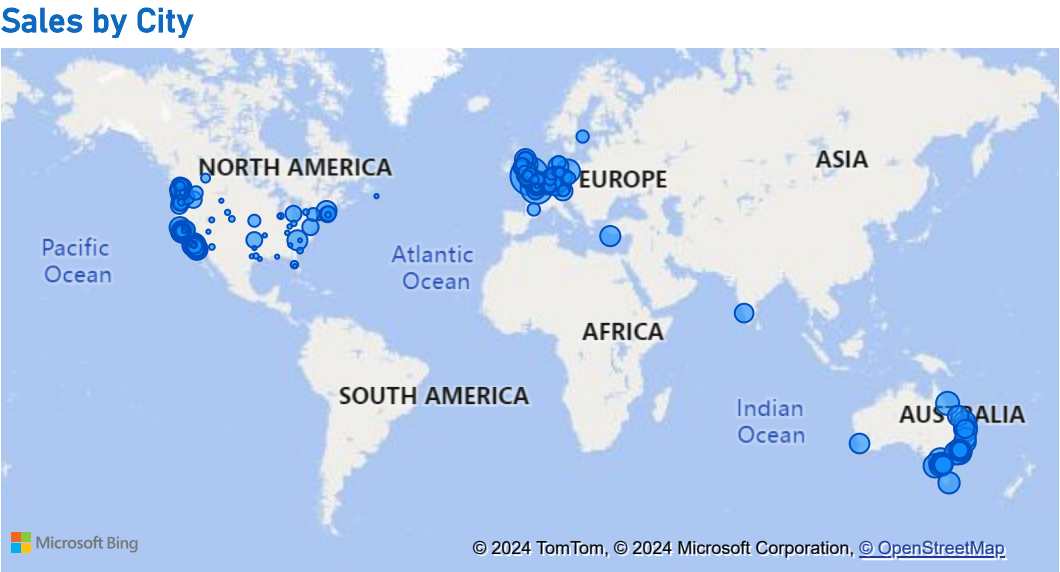 Sales by City
NORTH AMERICA
ASIA
EUROPE
Pacific
Ocean
Atlantic
Ocean
AFRICA
SOUTH AMERICA
Indian
Ocean
AUSTRALIA
Microsoft Bing
© 2024 TomTom, © 2024 Microsoft Corporation, © OpenStreetMap